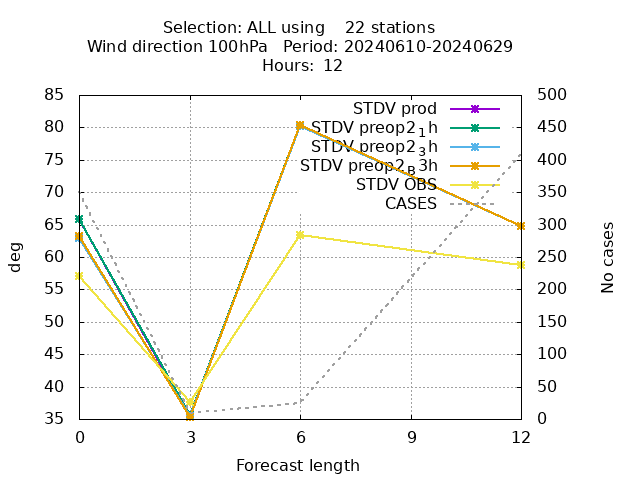 Selection: ALL using    22 stations
Wind direction 100hPa   Period: 20240610-20240629
Hours:  12
85
80
75
70
65
60
55
50
45
40
35
500
450
400
350
300
250
200
150
100
50
0
STDV prod
STDV preop2₁h
STDV preop2₃h
STDV preop2_B3h
STDV OBS
CASES
deg
No cases
0 3 6 9 12
Forecast length